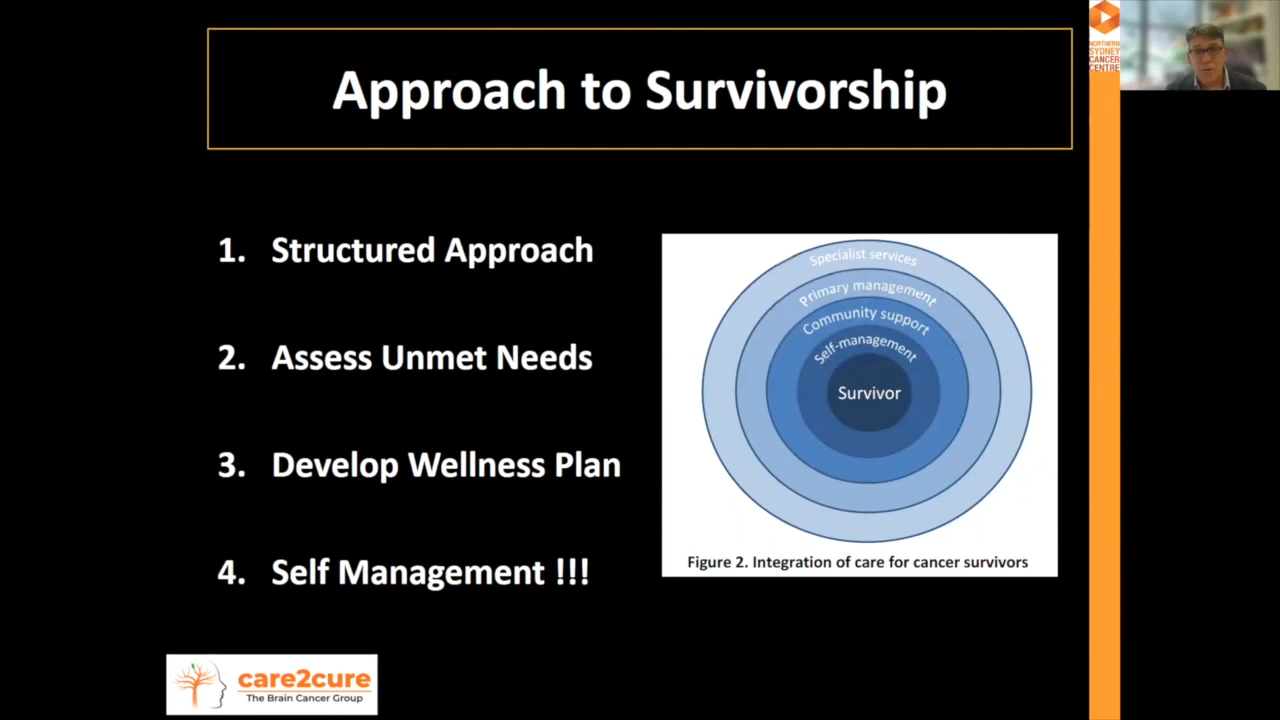 Approach to Survivorship
NORTHERN
SYDNEY
CANCER
CENTRE
1. Structured Approach
2. Assess Unmet Needs
3. Develop Wellness Plan
4. Self Management !!!
Specialist services
Primary management
Community support
Self-management
Survivor
Figure 2. Integration of care for cancer survivors
care2cure
The Brain Cancer Group